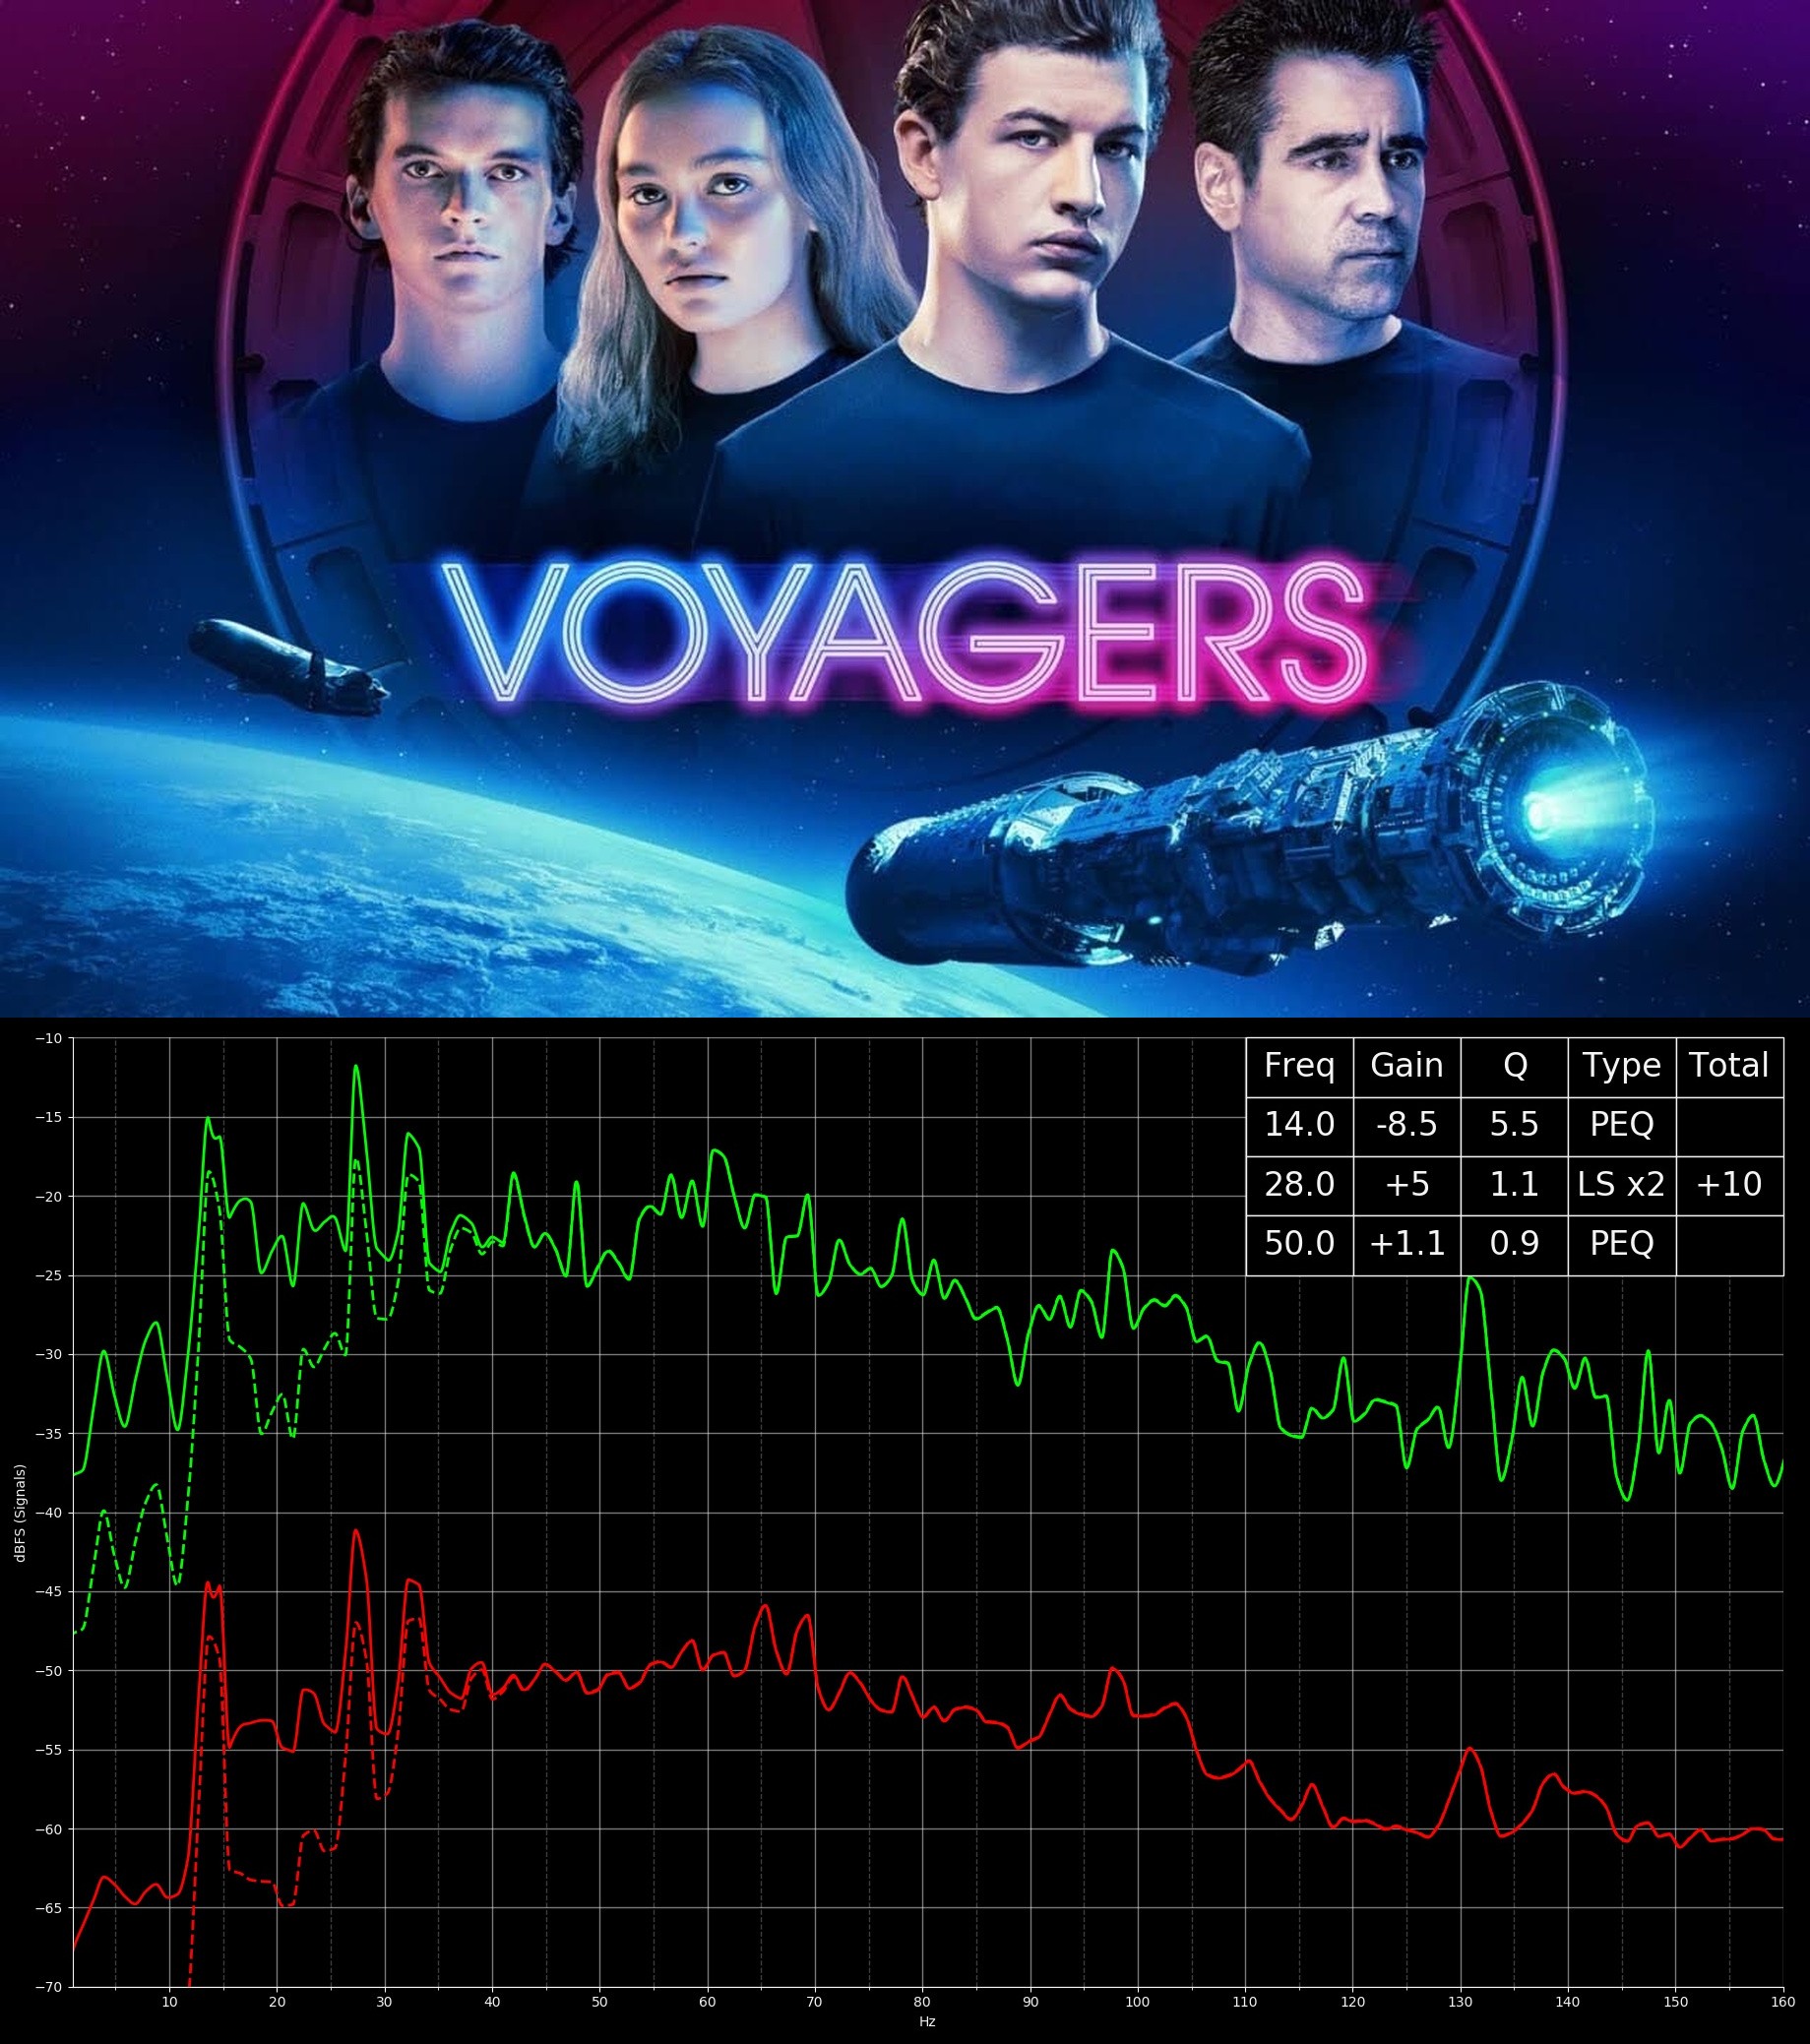 VOYAGERS
Freq Gain Q Type Total
14.0 -8.5 5.5 PEQ
28.0 +5 1.1 LS x2 +10
50.0 +1.1 0.9 PEQ
−10
−15
−20
−25
−30
−35
−40
−45
−50
−55
−60
−65
−70
dBFS (Signals)
10 20 30 40 50 60 70 80 90 100 110 120 130 140 150 160
Hz